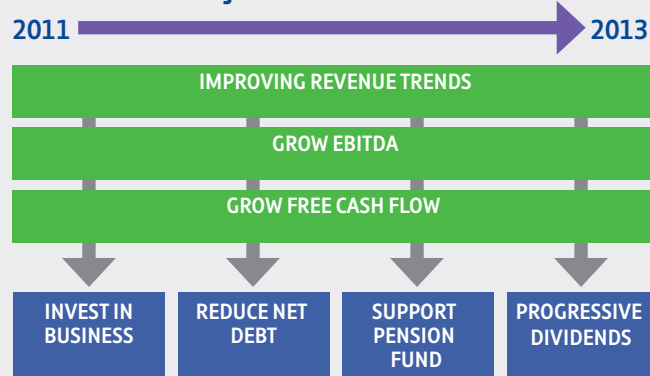 2011 2013
IMPROVING REVENUE TRENDS
GROW EBITDA
GROW FREE CASH FLOW
INVEST IN
BUSINESS
REDUCE NET
DEBT
SUPPORT
PENSION
FUND
PROGRESSIVE
DIVIDENDS